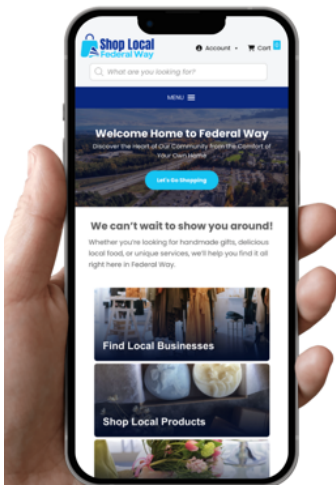 Shop Local
Federal Way
Account
Cart
0
What are you looking for?
MENU
Welcome Home to Federal Way
Discover the Heart of Our Community from the Comfort of
Your Own Home
Let's Go Shopping
We can't wait to show you around!
Whether you're looking for handmade gifts, delicious
local food, or unique services, we'll help you find it all
right here in Federal Way.
Find Local Businesses
Shop Local Products